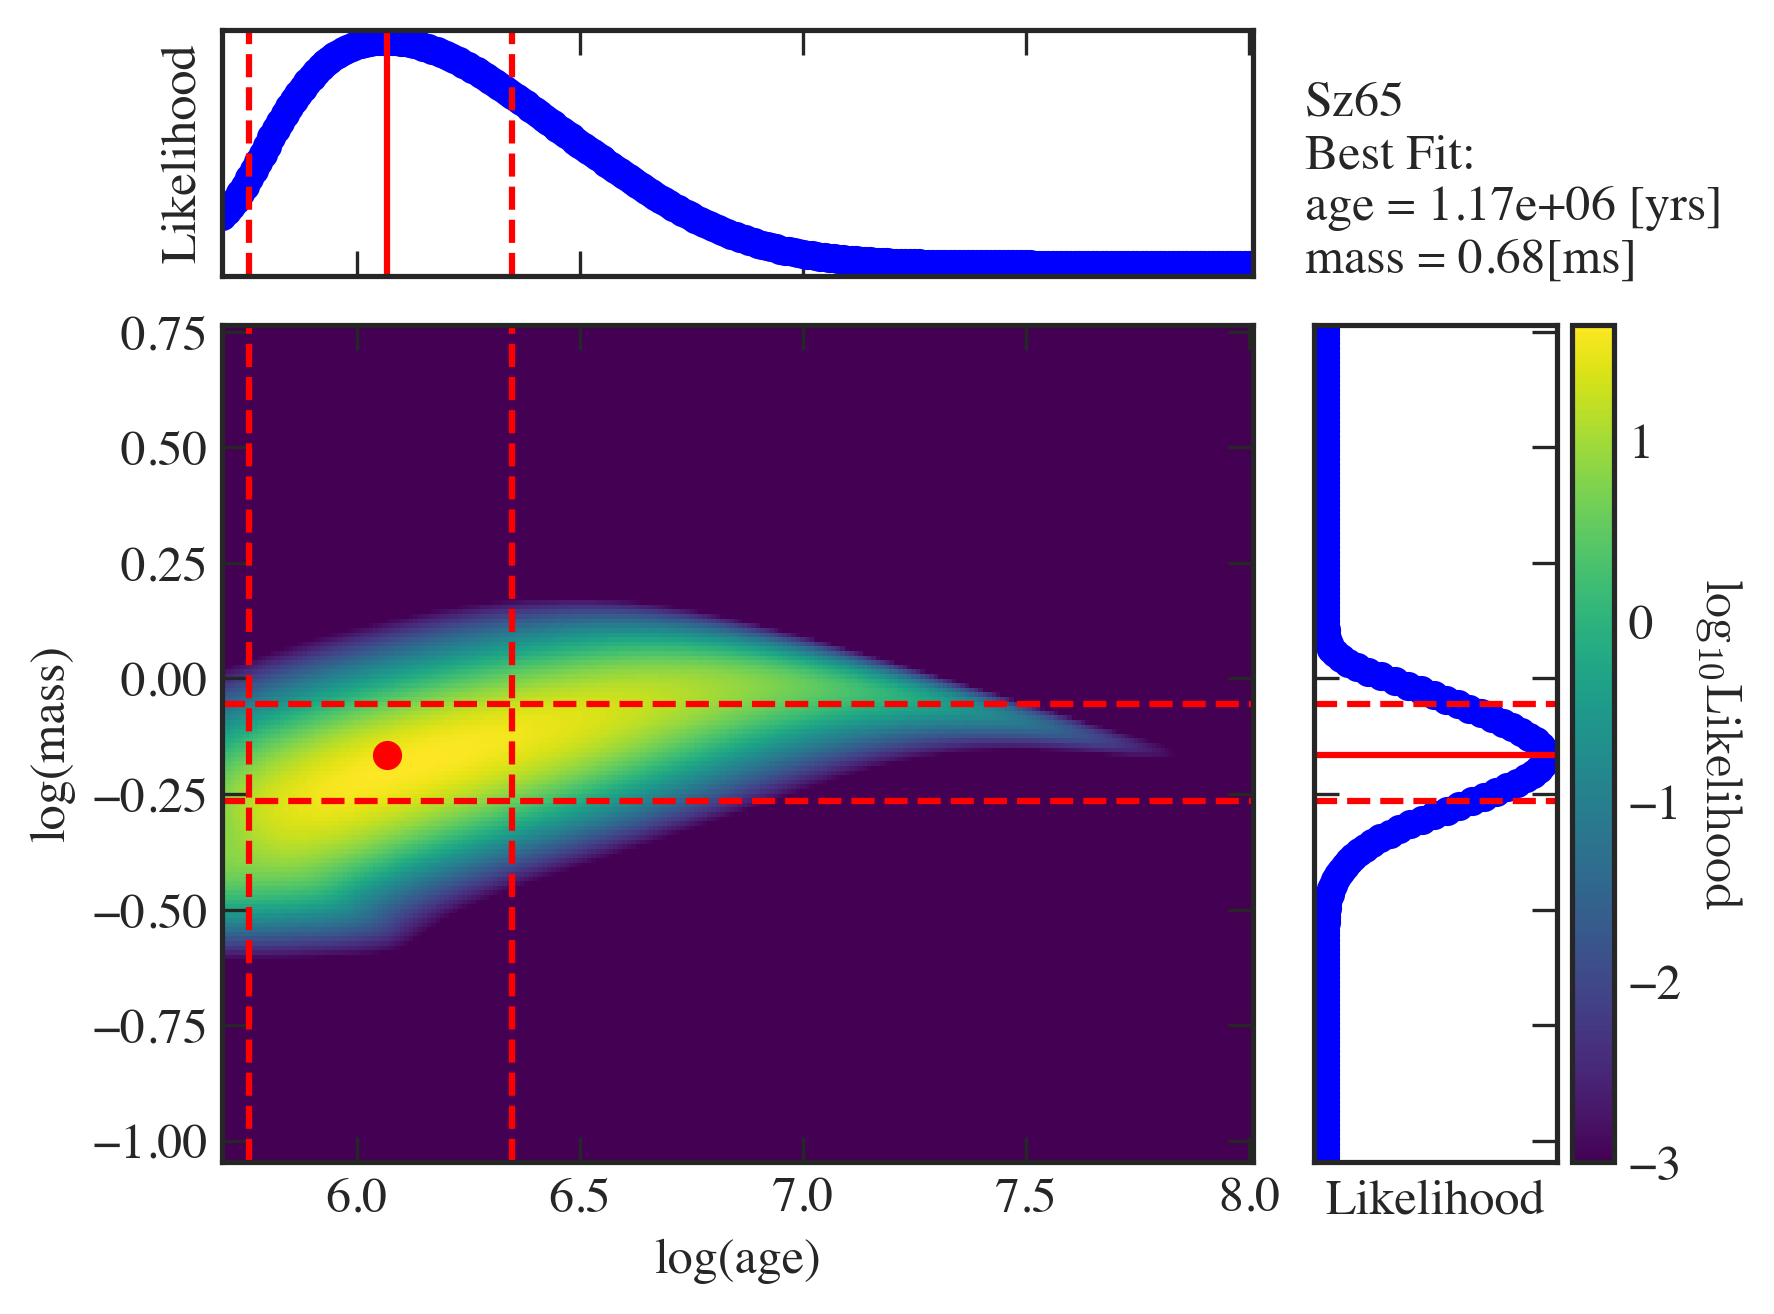 Likelihood
Sz65
Best Fit:
age = 1.17e+06 [yrs]
mass = 0.68[ms]
0.75
0.50
0.25
0.00
−0.25
−0.50
−0.75
−1.00
log(mass)
6.0 6.5 7.0 7.5 8.0
log(age)
Likelihood
1
0
−1
−2
−3
log₁₀Likelihood